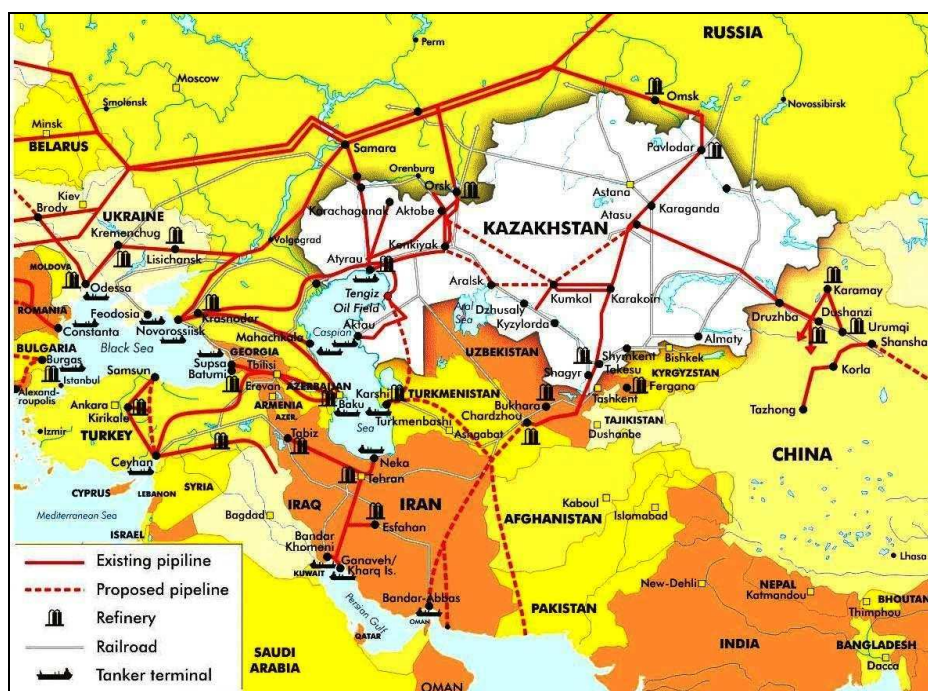 RUSSIA
Perm
Moscow
Smolensk
Omsk
Novossibirsk
Minsk
BELARUS
Samara
Pavlodar
Orenburg
Orsk
Astana
Kiev
Brody
UKRAINE
Kremenchug
Karachaganak
Aktobe
Atasu
Karaganda
KAZAKHSTAN
Volgograd
Lisichansk
Kenkiyak
Atyrau
MOLDOVA
Odessa
Tengiz
Oil Field
Aralsk
Kumkol
Karakoin
Karamay
Dushanzi
ROMANIA
Feodosia
Krasnodar
Aral
Sea
Dzhusaly
Kyzylorda
Druzhba
Urumqi
Constanta
Novorossiisk
Aktau
Caspian
Shansha
BULGARIA
Black Sea
Mahachkala
Almaty
Burgas
GEORGIA
UZBEKISTAN
Shymkent
Bishkek
Korla
Istanbul
Samsun
Supsa
Tbilisi
Batumi
Shagyr
Tekesu
KYRGYZSTAN
Alexand-
roupolis
Erevan
AZERBAIJAN
Karshi
TURKMENISTAN
Fergana
Tazhong
Ankara
Kirikale
ARMENIA
Baku
Bukhara
Tashkent
AZER.
Turkmenbashi
Chardzhou
TAJIKISTAN
Izmir
TURKEY
Tabiz
Sea
Ashgabat
Dushanbe
CHINA
Ceyhan
Neka
Tehran
CYPRUS
SYRIA
LEBANON
IRAQ
IRAN
Kaboul
AFGHANISTAN
Islamabad
Mediterranean Sea
Bagdad
Esfahan
ISRAEL
Bandar
Khomeni
Lhasa
Existing pipiline
KUWAIT
Ganaveh/
Kharq Is.
New-Dehli
NEPAL
Katmandou
Proposed pipeline
Bandar-Abbas
OMAN
BHOUTAN
Thimphou
Refinery
Persian Gulf
PAKISTAN
Railroad
QATAR
INDIA
BANGLADESH
Dacca
Tanker terminal
SAUDI
ARABIA
OMAN